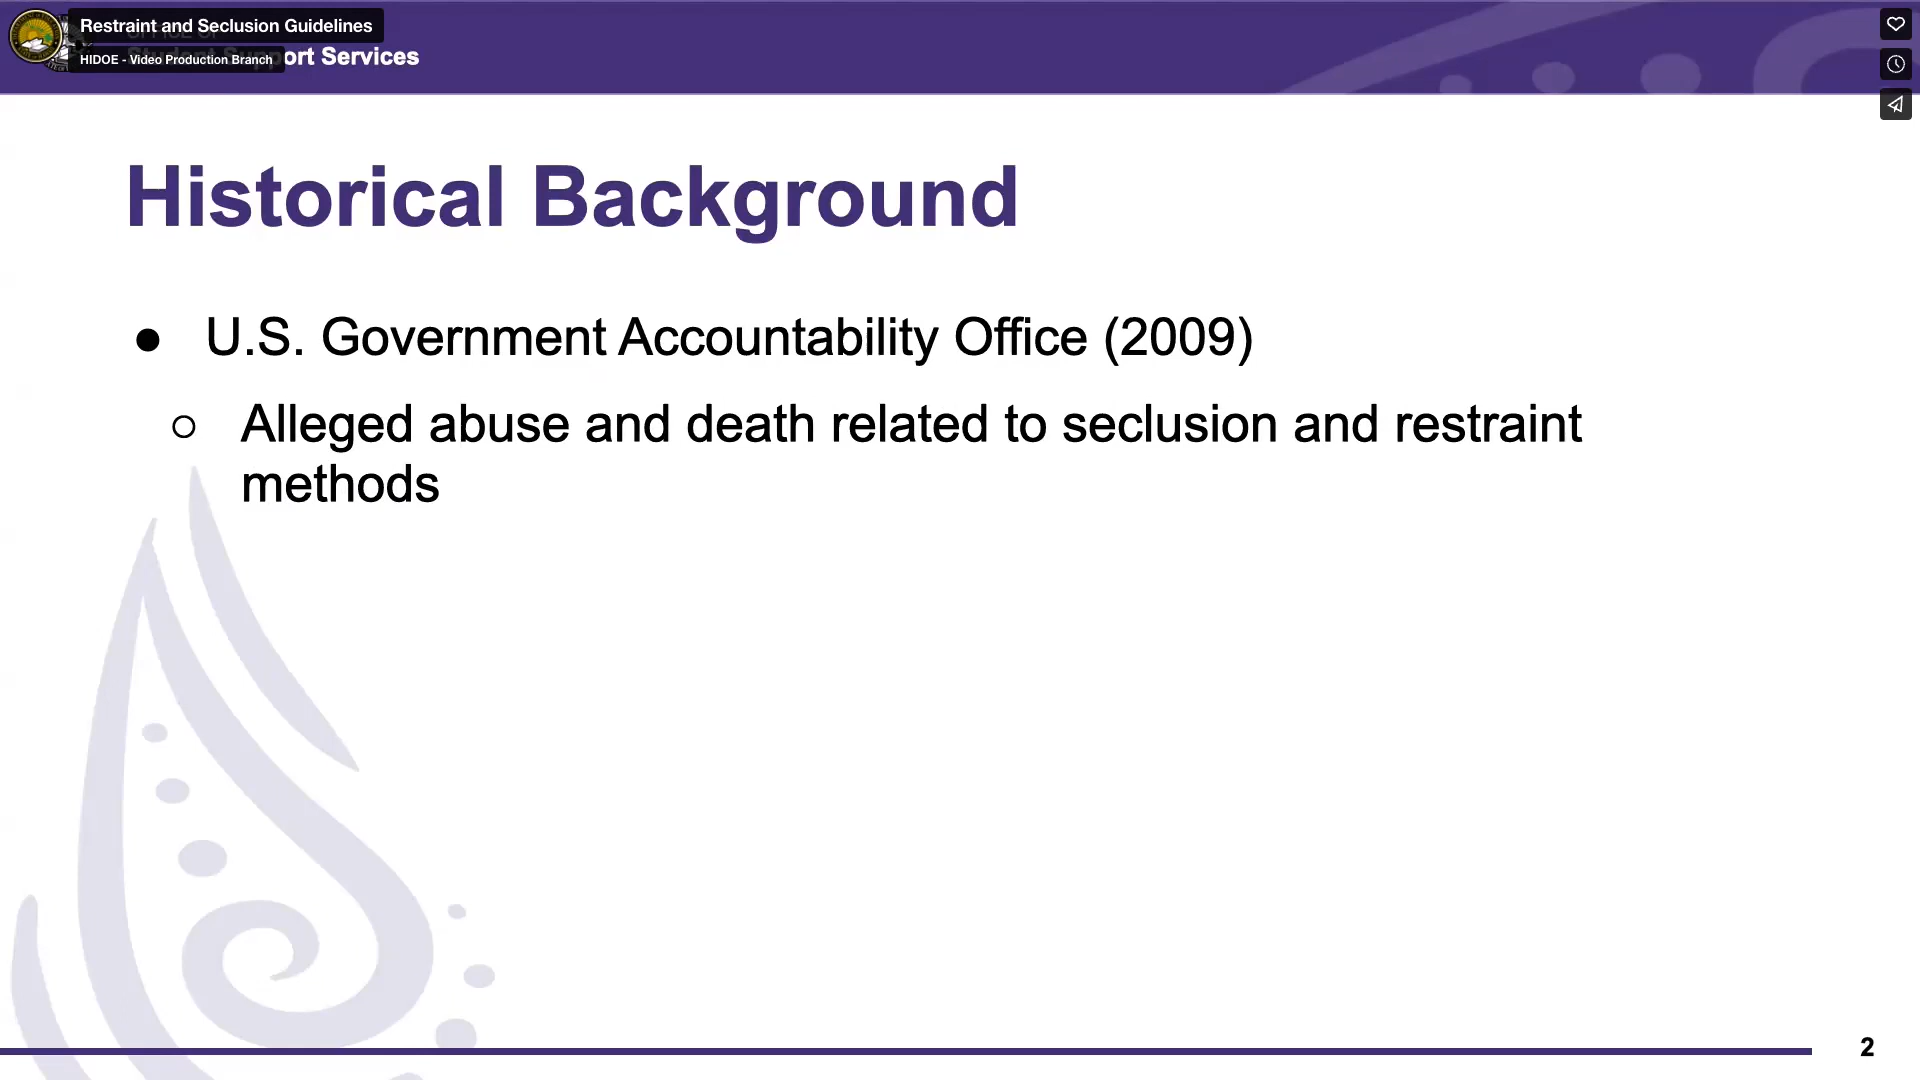 Restraint and Seclusion Guidelines
HIDOE - Video Production Branch
Support Services
Historical Background
● U.S. Government Accountability Office (2009)
○ Alleged abuse and death related to seclusion and restraint
methods
2